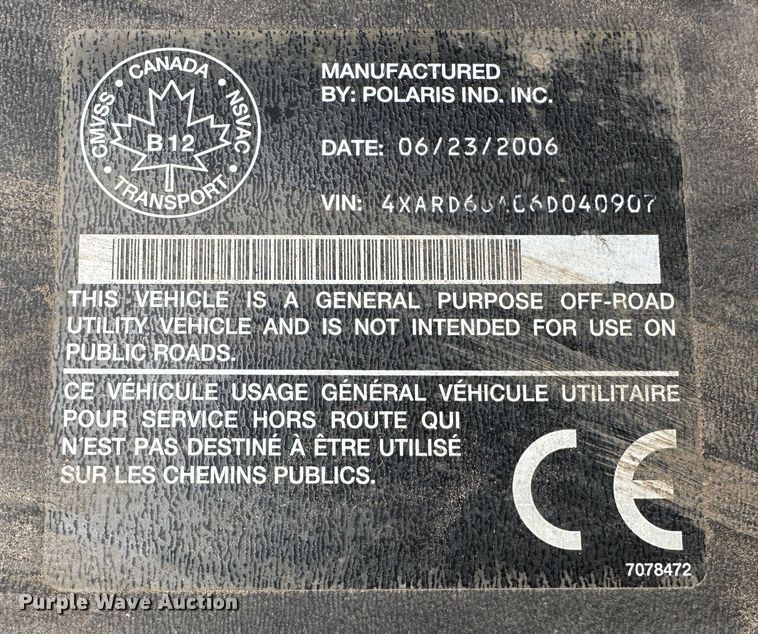 CANADA
CMVSS • NSVAC
B12
TRANSPORT
MANUFACTURED
BY: POLARIS IND. INC.
DATE: 06/23/2006
VIN:
THIS VEHICLE IS A GENERAL PURPOSE OFF-ROAD
UTILITY VEHICLE AND IS NOT INTENDED FOR USE ON
PUBLIC ROADS.
CE VÉHICULE USAGE GÉNÉRAL VÉHICULE UTILITAIRE
POUR SERVICE HORS ROUTE QUI
N'EST PAS DESTINÉ À ÊTRE UTILISÉ
SUR LES CHEMINS PUBLICS.
CE
7078472
Purple Wave Auction